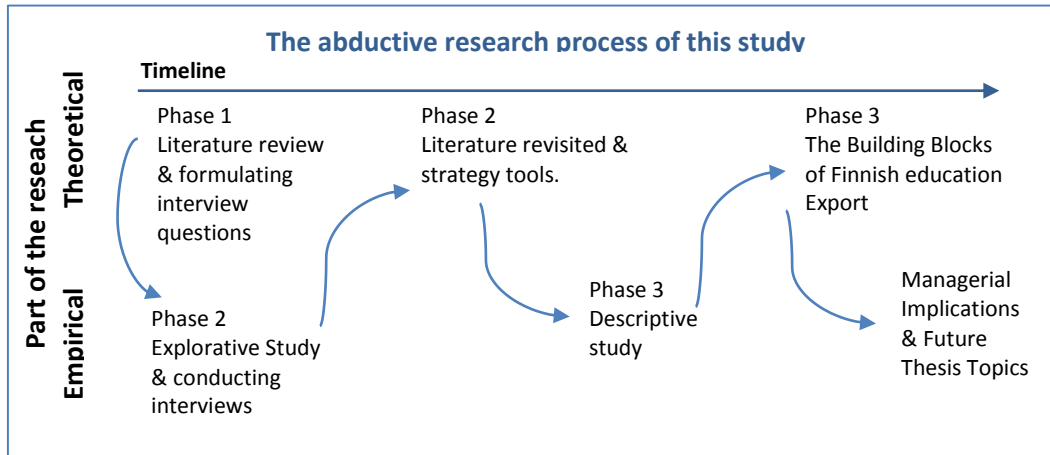 The abductive research process of this study
Timeline
Part of the reseach
Theoretical
Empirical
Phase 1
Literature review
& formulating
interview
questions
Phase 2
Literature revisited &
strategy tools.
Phase 3
The Building Blocks
of Finnish education
Export
Phase 2
Explorative Study
& conducting
interviews
Phase 3
Descriptive
study
Managerial
Implications
& Future
Thesis Topics